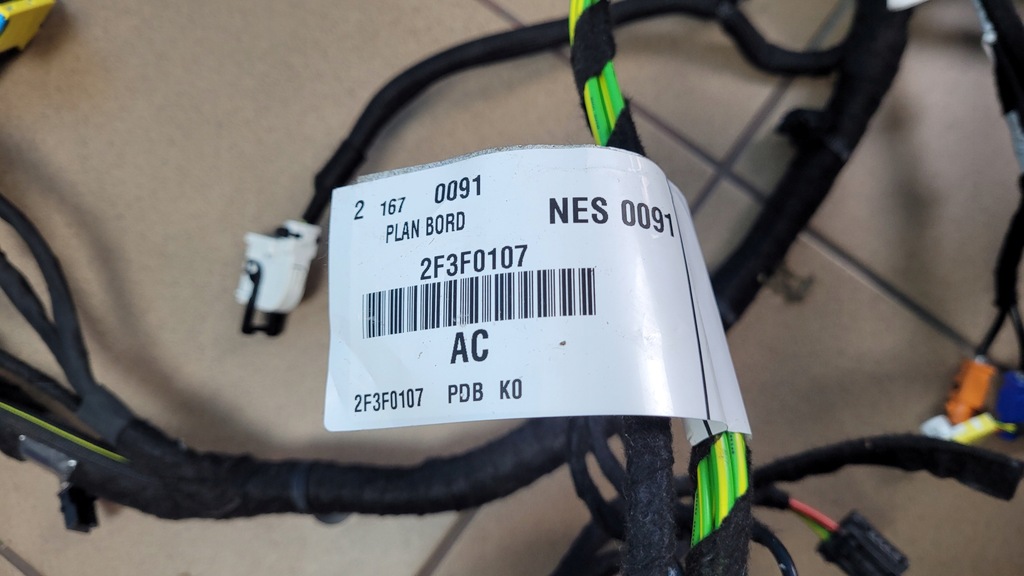 2 167 0091
NES 0091
PLAN BORD
2F3F0107
AC
2F3F0107 PDB K0